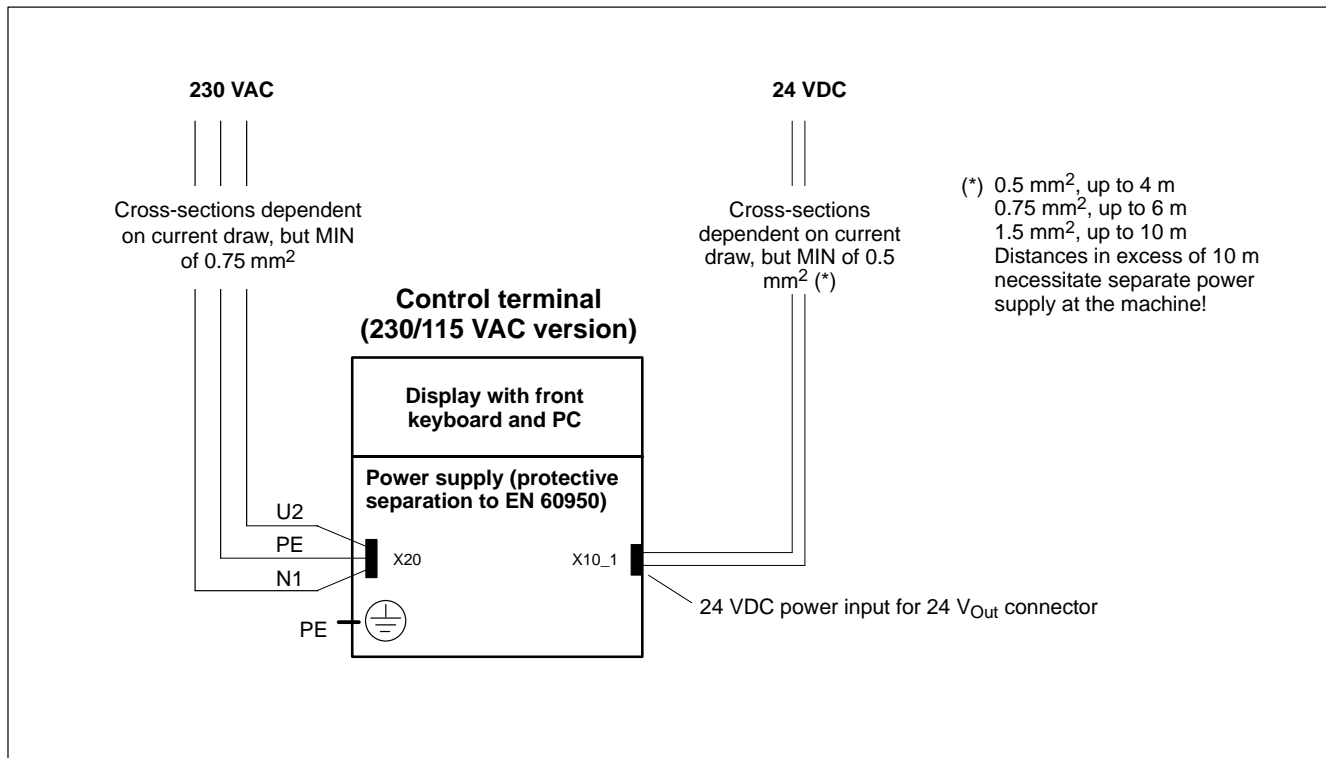 230 VAC
24 VDC
Cross-sections dependent
on current draw, but MIN
of 0.75 mm²
Cross-sections
dependent on current
draw, but MIN of 0.5
mm² (*)
(*) 0.5 mm², up to 4 m
0.75 mm², up to 6 m
1.5 mm², up to 10 m
Distances in excess of 10 m
necessitate separate power
supply at the machine!
Control terminal
(230/115 VAC version)
Display with front
keyboard and PC
Power supply (protective
separation to EN 60950)
U2
PE
N1
X20
X10_1
PE
24 VDC power input for 24 VOut connector